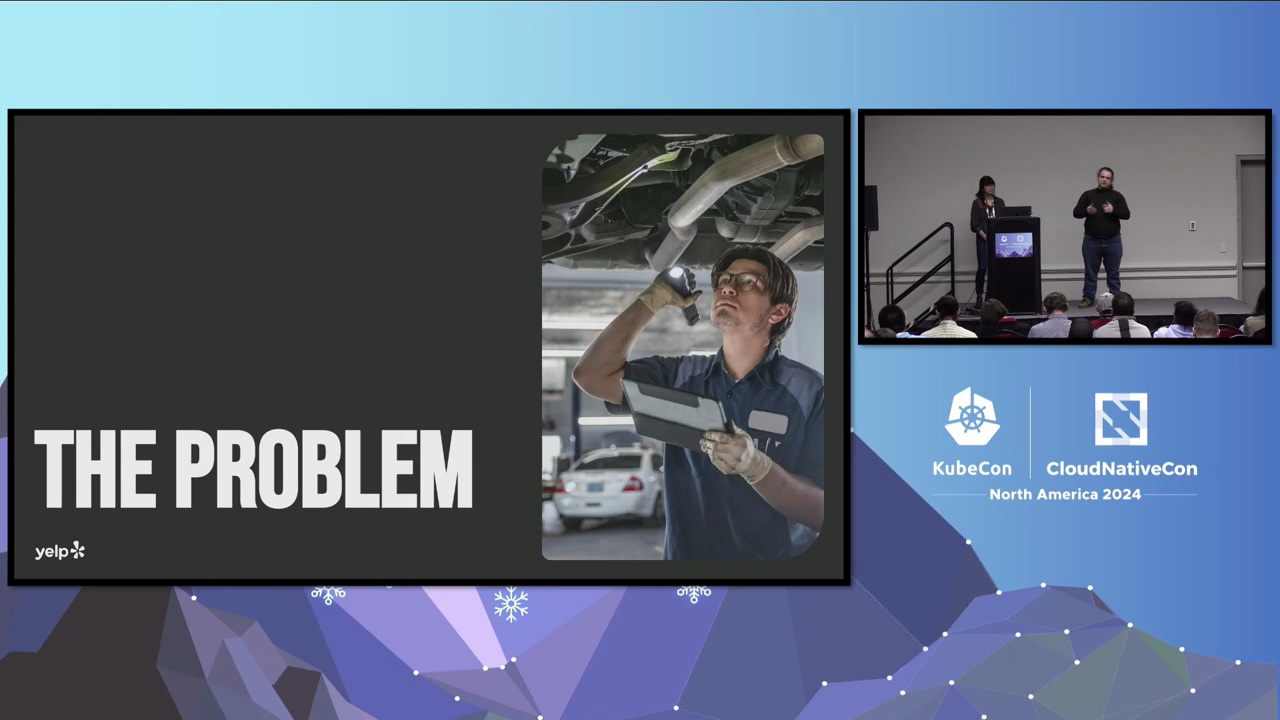 THE PROBLEM
yelp
KubeCon
CloudNativeCon
North America 2024